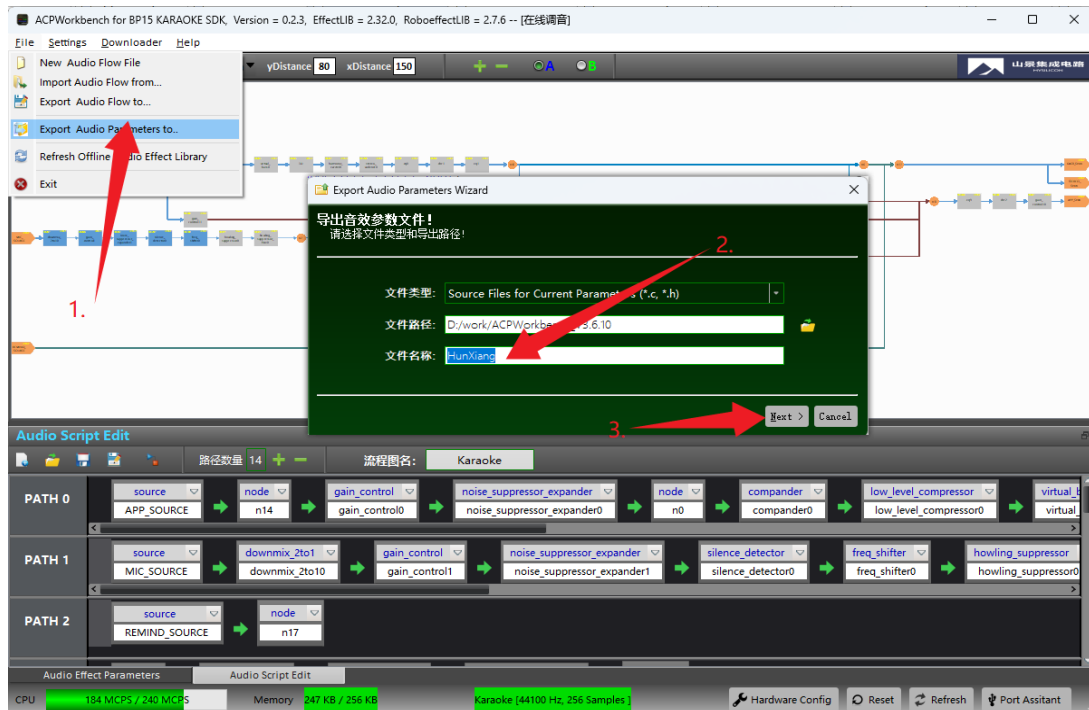 ACPWorkbench for BP15 KARAOKE SDK, Version = 0.2.3, EffectLIB = 2.32.0, RoboeffectLIB = 2.7.6 -- [在线调音]
File Settings Downloader Help
New Audio Flow File
Import Audio Flow from...
Export Audio Flow to...
Export Audio Parameters to..
Refresh Offline Audio Effect Library
Exit
yDistance 80 xDistance 150 A B
山景集成电路
1.
Export Audio Parameters Wizard
导出音效参数文件!
请选择文件类型和导出路径!
2.
文件类型: Source Files for Current Parameters (*.c, *.h)
文件路径: D:/work/ACPWorkbench_V3.6.10
文件名称: HunXiang
3.
Next > Cancel
Audio Script Edit
路径数量 14 流程图名: Karaoke
PATH 0
source node gain_control noise_suppressor_expander node compander low_level_compressor virtual_b
APP_SOURCE n14 gain_control0 noise_suppressor_expander0 n0 compander0 low_level_compressor0 virtual_
PATH 1
source downmix_2to1 gain_control noise_suppressor_expander silence_detector freq_shifter howling_suppressor
MIC_SOURCE downmix_2to10 gain_control1 noise_suppressor_expander1 silence_detector0 freq_shifter0 howling_suppressor0
PATH 2
source node
REMIND_SOURCE n17
Audio Effect Parameters Audio Script Edit
CPU 184 MCPS / 240 MCPS Memory 247 KB / 256 KB Karaoke [44100 Hz, 256 Samples ] Hardware Config Reset Refresh Port Assitant